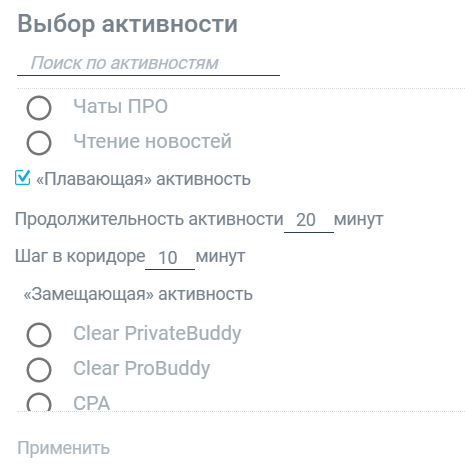 Выбор активности
Поиск по активностям
Чаты ПРО
Чтение новостей
«Плавающая» активность
Продолжительность активности 20 минут
Шаг в коридоре 10 минут
«Замещающая» активность
Clear PrivateBuddy
Clear ProBuddy
CPA
Применить